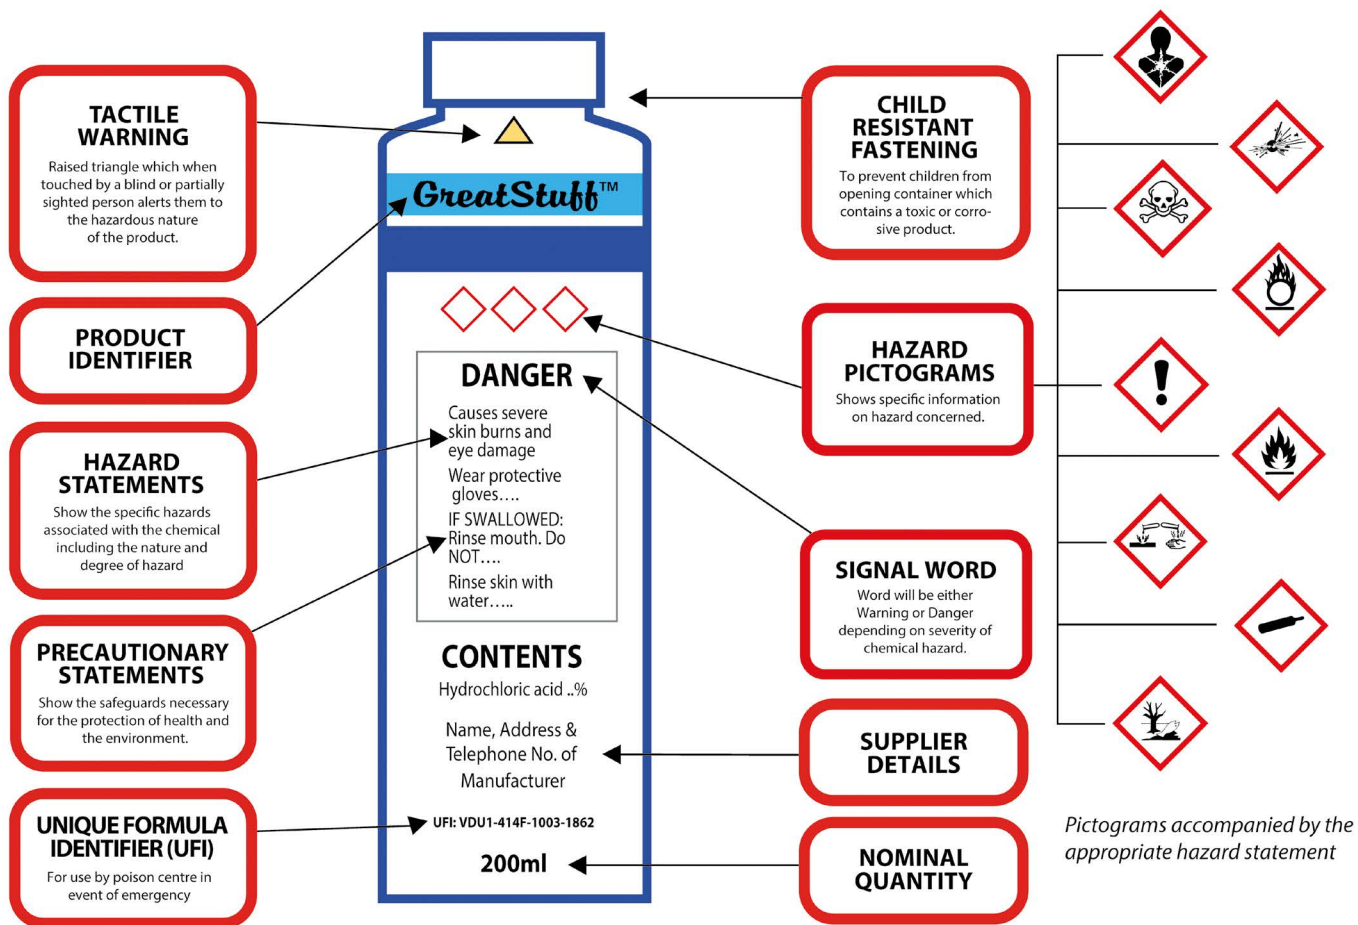 TACTILE
WARNING
Raised triangle which when
touched by a blind or partially
sighted person alerts them to
the hazardous nature
of the product.
PRODUCT
IDENTIFIER
HAZARD
STATEMENTS
Show the specific hazards
associated with the chemical
including the nature and
degree of hazard
PRECAUTIONARY
STATEMENTS
Show the safeguards necessary
for the protection of health and
the environment.
UNIQUE FORMULA
IDENTIFIER (UFI)
For use by poison centre in
event of emergency
GreatStuff™
DANGER
Causes severe
skin burns and
eye damage
Wear protective
gloves….
IF SWALLOWED:
Rinse mouth. Do
NOT….
Rinse skin with
water…..
CONTENTS
Hydrochloric acid ..%
Name, Address &
Telephone No. of
Manufacturer
UFI: VDU1-414F-1003-1862
200ml
CHILD
RESISTANT
FASTENING
To prevent children from
opening container which
contains a toxic or corro-
sive product.
HAZARD
PICTOGRAMS
Shows specific information
on hazard concerned.
SIGNAL WORD
Word will be either
Warning or Danger
depending on severity of
chemical hazard.
SUPPLIER
DETAILS
NOMINAL
QUANTITY
Pictograms accompanied by the
appropriate hazard statement